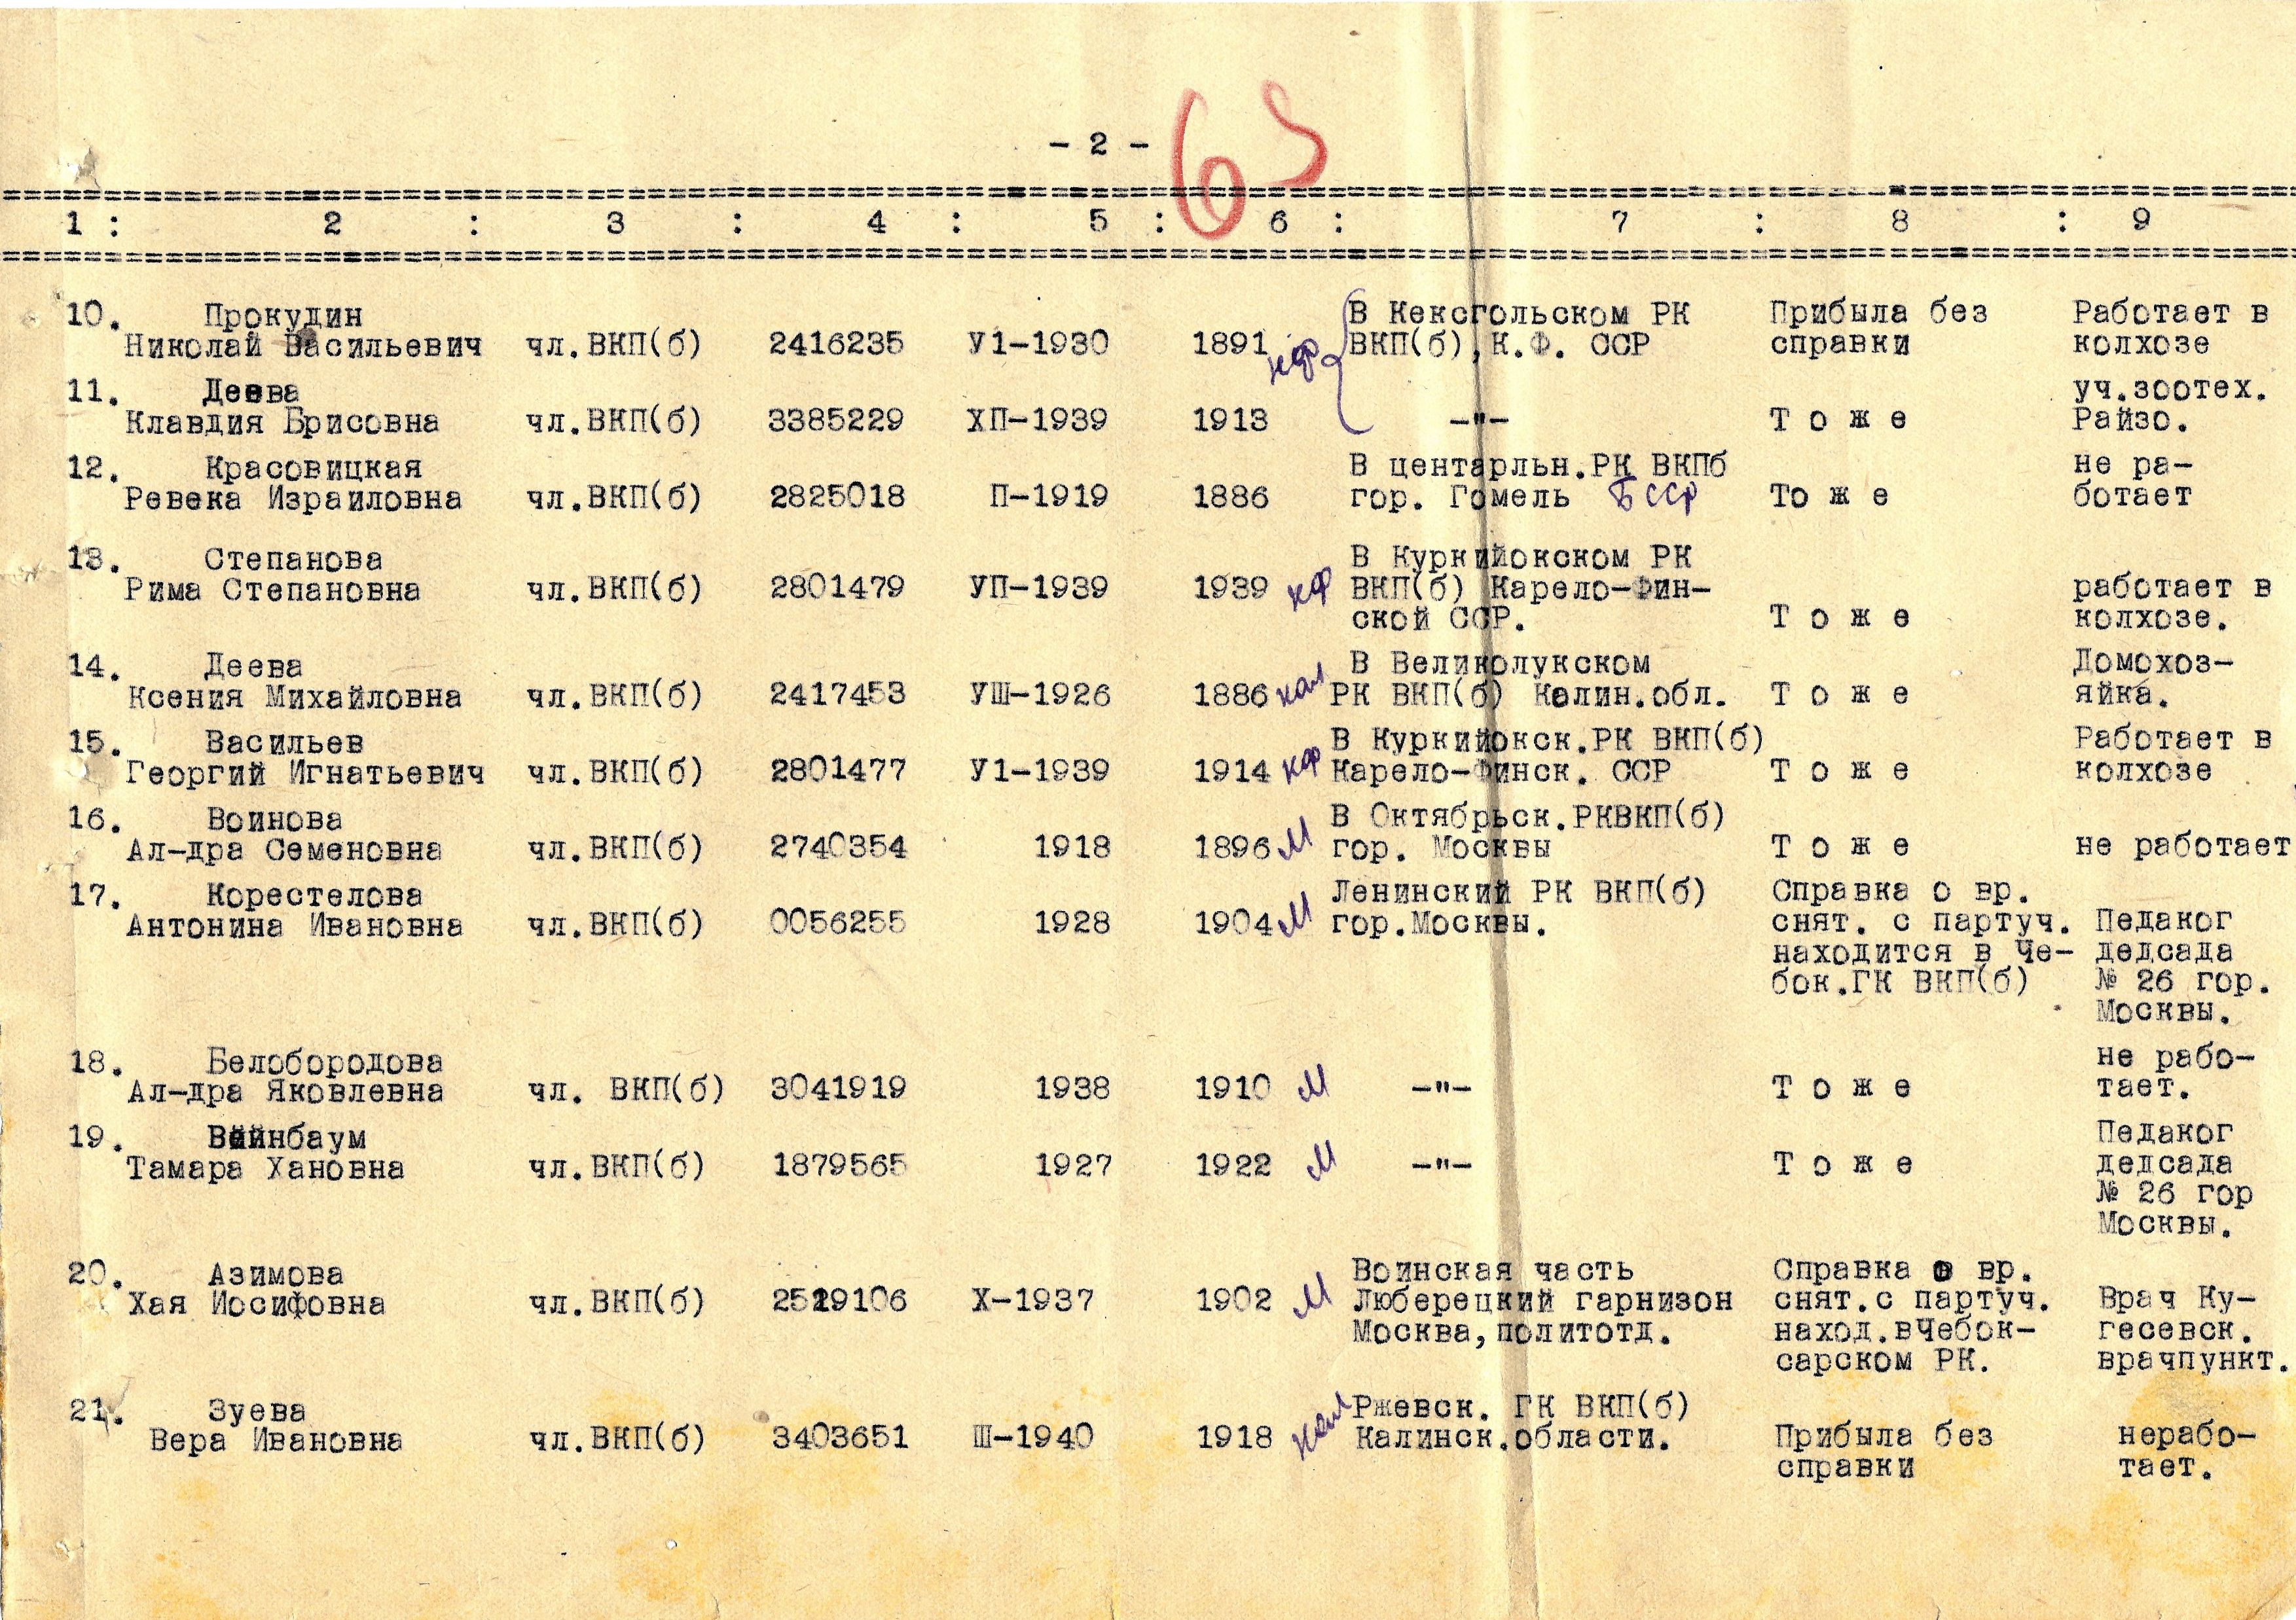 - 2 -
63
1 : 2 : 3 : 4 : 5 : 6 : 7 : 8 : 9
10. Прокудин В Кексгольском РК Прибыла без Работает в
Николай Васильевич чл.ВКП(б) 2416235 У1-1930 1891 кф ВКП(б),К.Ф. ССР справки колхозе
11. Деева уч.зоотех.
Клавдия Брисовна чл.ВКП(б) 3385229 ХП-1939 1913 -"- Т о ж е Райзо.
12. Красовицкая В центарльн.РК ВКПб не ра-
Ревека Израиловна чл.ВКП(б) 2825018 П-1919 1886 гор. Гомель БССР То ж е ботает
13. Степанова В Куркийокском РК
Рима Степановна чл.ВКП(б) 2801479 УП-1939 1939 кф ВКП(б) Карело-Фин- работает в
ской ССР. Т о ж е колхозе.
14. Деева В Великолукском Домохоз-
Ксения Михайловна чл.ВКП(б) 2417453 УШ-1926 1886 кал РК ВКП(б) Калин.обл. Т о ж е яйка.
15. Васильев В Куркийокск.РК ВКП(б) Работает в
Георгий Игнатьевич чл.ВКП(б) 2801477 У1-1939 1914 кф Карело-Финск. ССР Т о ж е колхозе
16. Воинова В Октябрьск.РКВКП(б)
Ал-дра Семеновна чл.ВКП(б) 2740354 1918 1896 М гор. Москвы Т о ж е не работает
17. Корестелова Ленинский РК ВКП(б) Справка о вр.
Антонина Ивановна чл.ВКП(б) 0056255 1928 1904 М гор.Москвы. снят. с партуч. Педаког
находится в Че- дедсада
бок.ГК ВКП(б) № 26 гор.
Москвы.
18. Белобородова не рабо-
Ал-дра Яковлевна чл. ВКП(б) 3041919 1938 1910 М -"- Т о ж е тает.
19. Вайнбаум Педаког
Тамара Хановна чл.ВКП(б) 1879565 1927 1922 М -"- Т о ж е дедсада
№ 26 гор
Москвы.
20. Азимова Воинская часть Справка о вр.
Хая Иосифовна чл.ВКП(б) 2519106 Х-1937 1902 М Люберецкий гарнизон снят.с партуч. Врач Ку-
Москва,политотд. наход.вЧебок- гесевск.
сарском РК. врачпункт.
21. Зуева Ржевск. ГК ВКП(б)
Вера Ивановна чл.ВКП(б) 3403651 Ш-1940 1918 кал Калинск.области. Прибыла без нерабо-
справки тает.